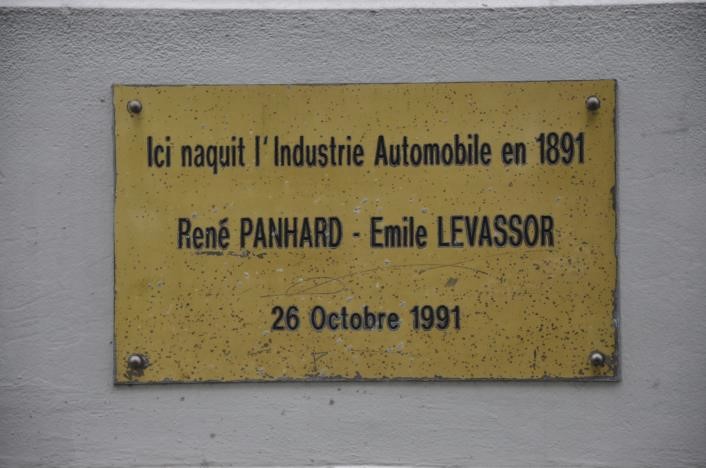 Ici naquit l'Industrie Automobile en 1891
René PANHARD - Emile LEVASSOR
26 Octobre 1991